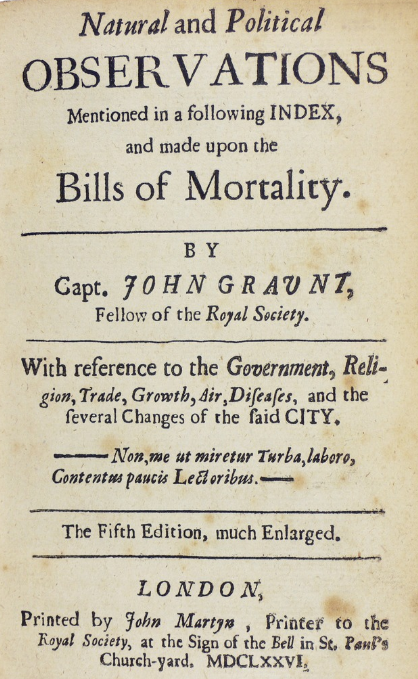 Natural and Political
OBSERVATIONS
Mentioned in a following INDEX,
and made upon the
Bills of Mortality.
BY
Capt. JOHN GRAUNT,
Fellow of the Royal Society.
With reference to the Government, Reli-
gion, Trade, Growth, Air, Diſeaſes, and the
ſeveral Changes of the ſaid CITY.
—— Non, me ut miretur Turba, laboro,
Contentus paucis Lectoribus. ——
The Fifth Edition, much Enlarged.
LONDON,
Printed by John Martyn , Printer to the
Royal Society, at the Sign of the Bell in St. Paul's
Church-yard. MDCLXXVI.